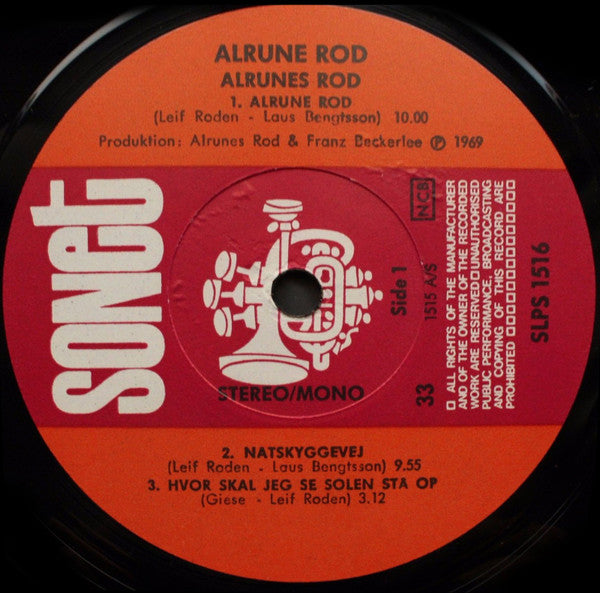 ALRUNE ROD
ALRUNES ROD
1. ALRUNE ROD
(Leif Roden - Laus Bengtsson) 10.00
Produktion: Alrunes Rod & Franz Beckerlee Ⓟ 1969
sonet
NCB
Side 1
1515 A/S
33
STEREO/MONO
□ ALL RIGHTS OF THE MANUFACTURER
AND OF THE OWNER OF THE RECORDED
WORK ARE RESERVED □ UNAUTHORISED
PUBLIC PERFORMANCE, BROADCASTING
AND COPYING OF THIS RECORD ARE
PROHIBITED □□□□□□□□□□□□
SLPS 1516
2. NATSKYGGEVEJ
(Leif Roden - Laus Bengtsson) 9.55
3. HVOR SKAL JEG SE SOLEN STA OP
(Giese - Leif Roden) 3.12